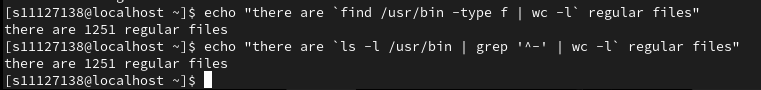 [s11127138@localhost ~]$ echo "there are `find /usr/bin -type f | wc -l` regular files"
there are 1251 regular files
[s11127138@localhost ~]$ echo "there are `ls -l /usr/bin | grep '^-' | wc -l` regular files"
there are 1251 regular files
[s11127138@localhost ~]$